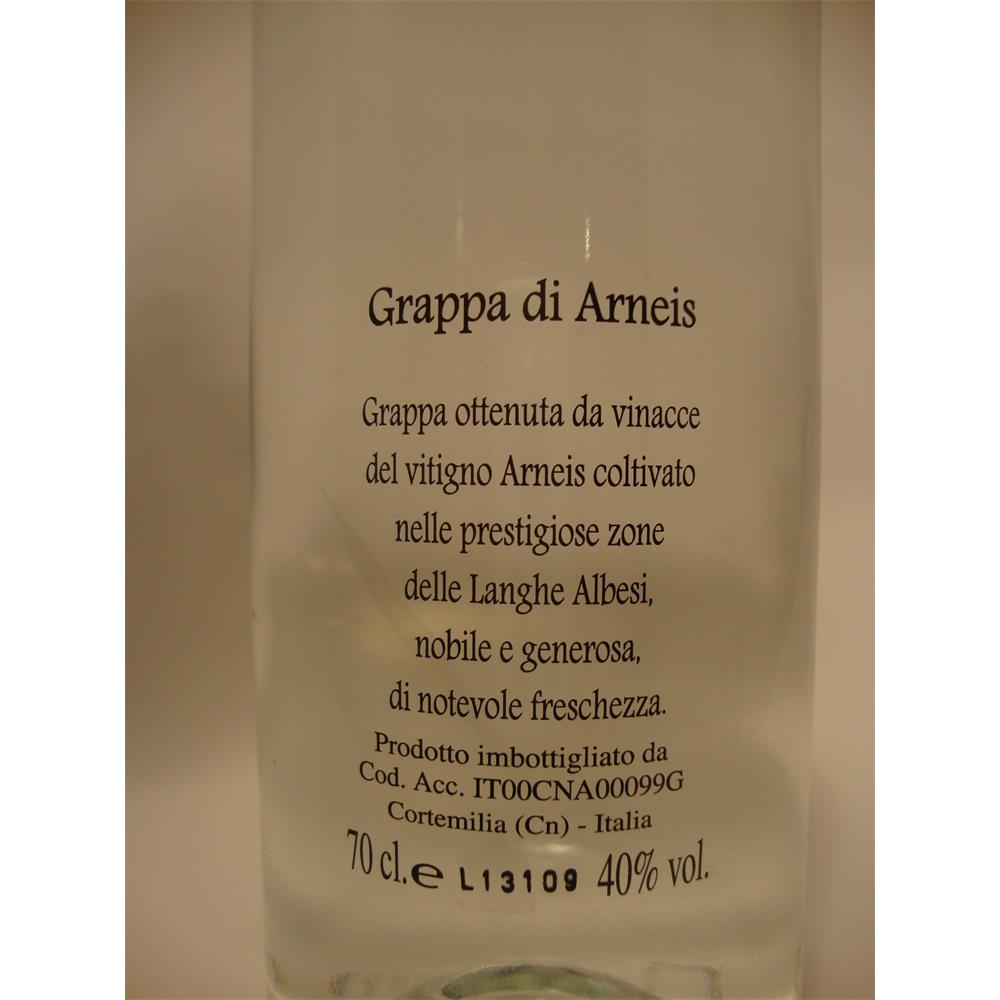 Grappa di Arneis
Grappa ottenuta da vinacce
del vitigno Arneis coltivato
nelle prestigiose zone
delle Langhe Albesi,
nobile e generosa,
di notevole freschezza.
Prodotto imbottigliato da
Cod. Acc. IT00CNA00099G
Cortemilia (Cn) - Italia
70 cl. e L13109 40% vol.